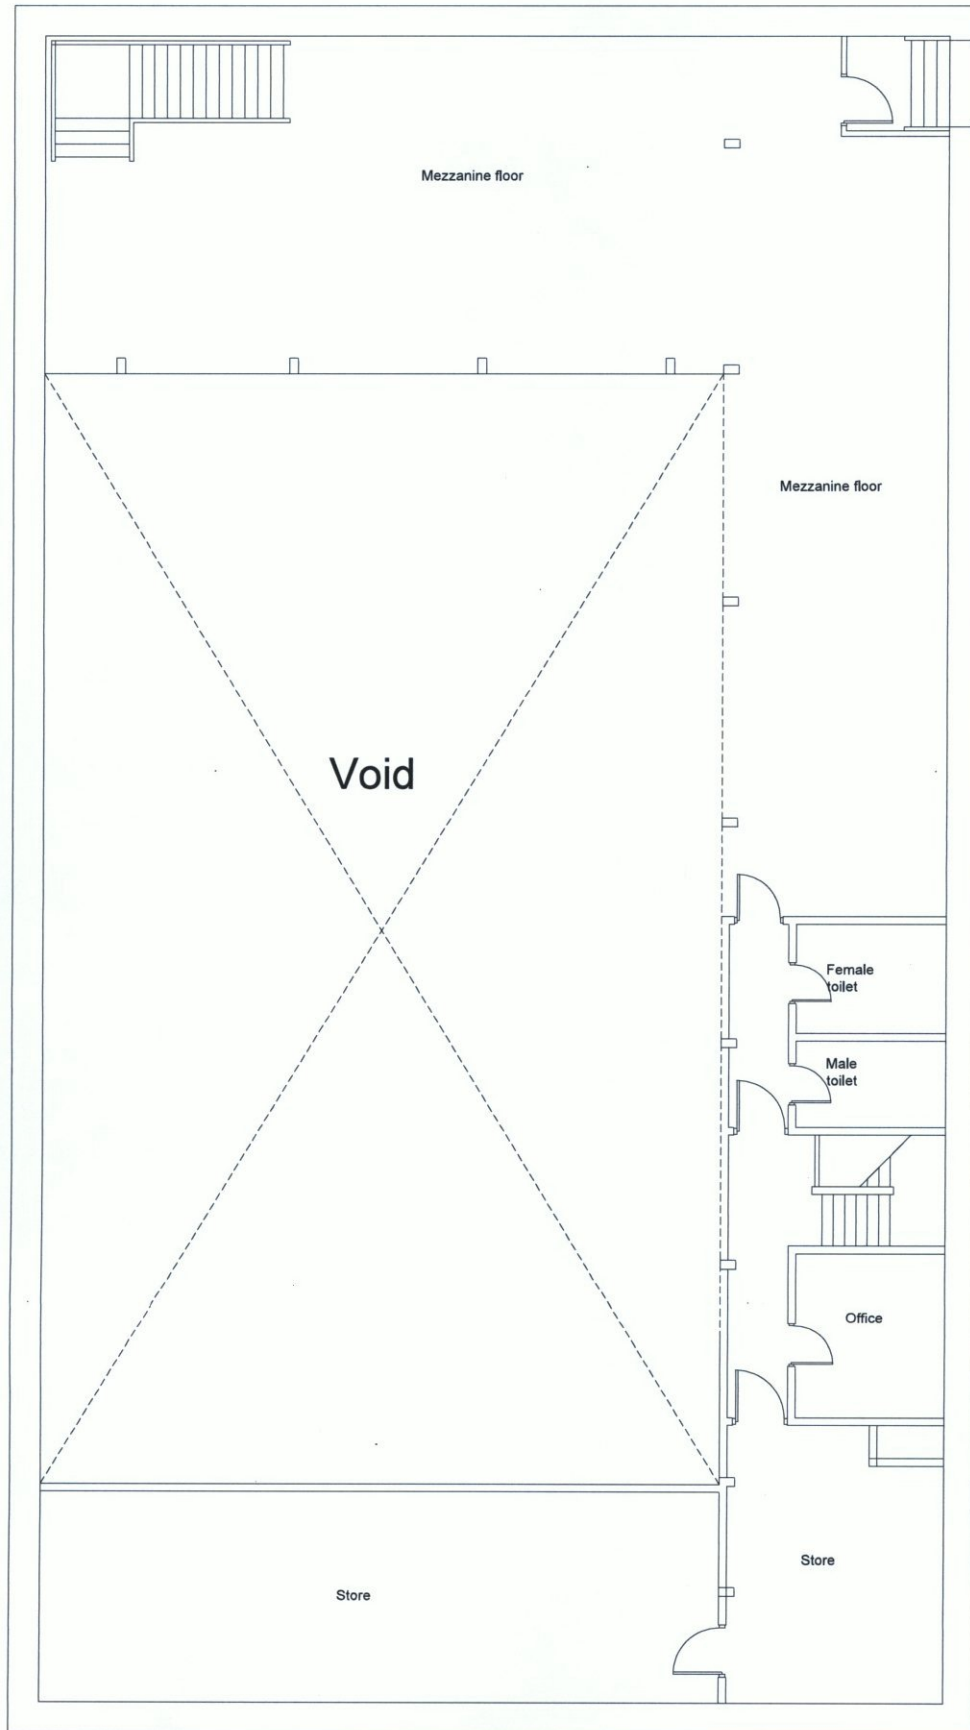 Mezzanine floor
Mezzanine floor
Void
Female
toilet
Male
toilet
Office
Store
Store